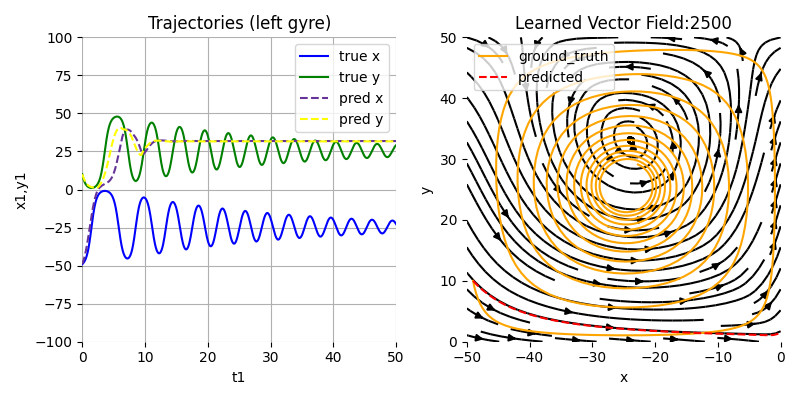 Trajectories (left gyre)
100
75
50
25
0
−25
−50
−75
−100
x1,y1
0
10
20
30
40
50
t1
true x
true y
pred x
pred y
Learned Vector Field:2500
50
40
30
20
10
0
y
−50
−40
−30
−20
−10
0
x
ground_truth
predicted